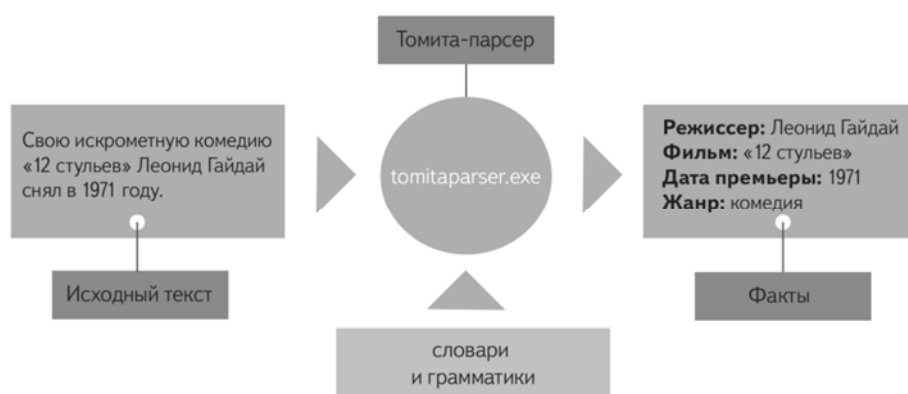 Томита-парсер
Свою искрометную комедию
«12 стульев» Леонид Гайдай
снял в 1971 году.
tomitaparser.exe
Режиссер: Леонид Гайдай
Фильм: «12 стульев»
Дата премьеры: 1971
Жанр: комедия
Исходный текст
Факты
словари
и грамматики